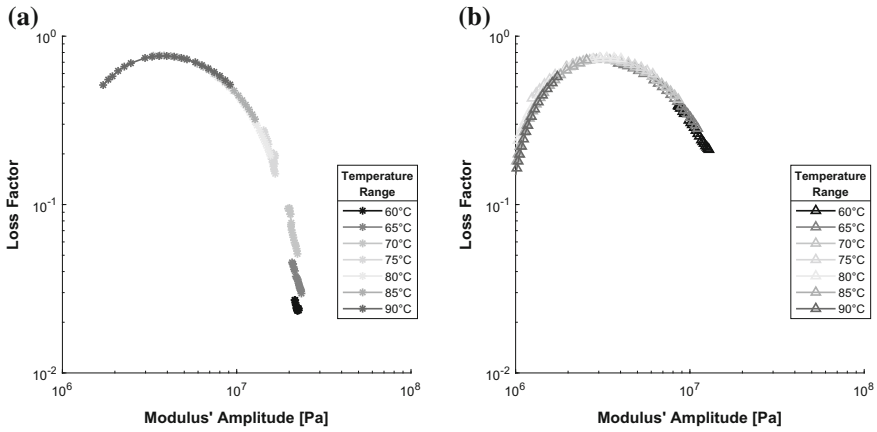 (a)
10^0
10^-1
10^-2
Loss Factor
10^6
10^7
10^8
Modulus' Amplitude [Pa]
Temperature
Range
60°C
65°C
70°C
75°C
80°C
85°C
90°C
(b)
10^0
10^-1
10^-2
Loss Factor
10^6
10^7
10^8
Modulus' Amplitude [Pa]
Temperature
Range
60°C
65°C
70°C
75°C
80°C
85°C
90°C